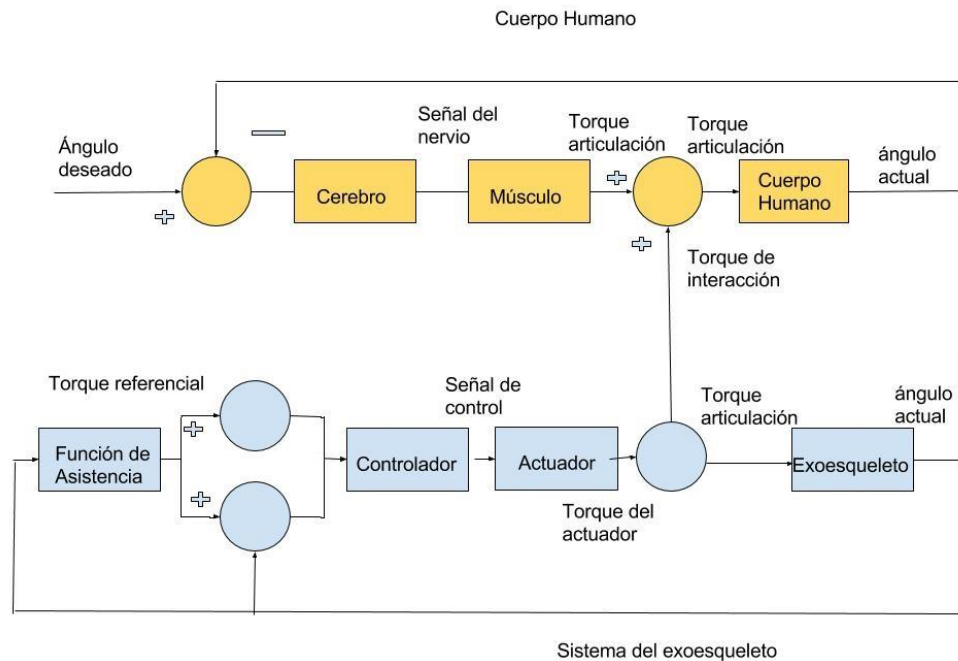 Cuerpo Humano
Ángulo
deseado
Señal del
nervio
Torque
articulación
Torque
articulación
ángulo
actual
Cerebro
Músculo
Cuerpo
Humano
Torque de
interacción
Torque referencial
Señal de
control
Torque
articulación
ángulo
actual
Función de
Asistencia
Controlador
Actuador
Exoesqueleto
Torque del
actuador
Sistema del exoesqueleto